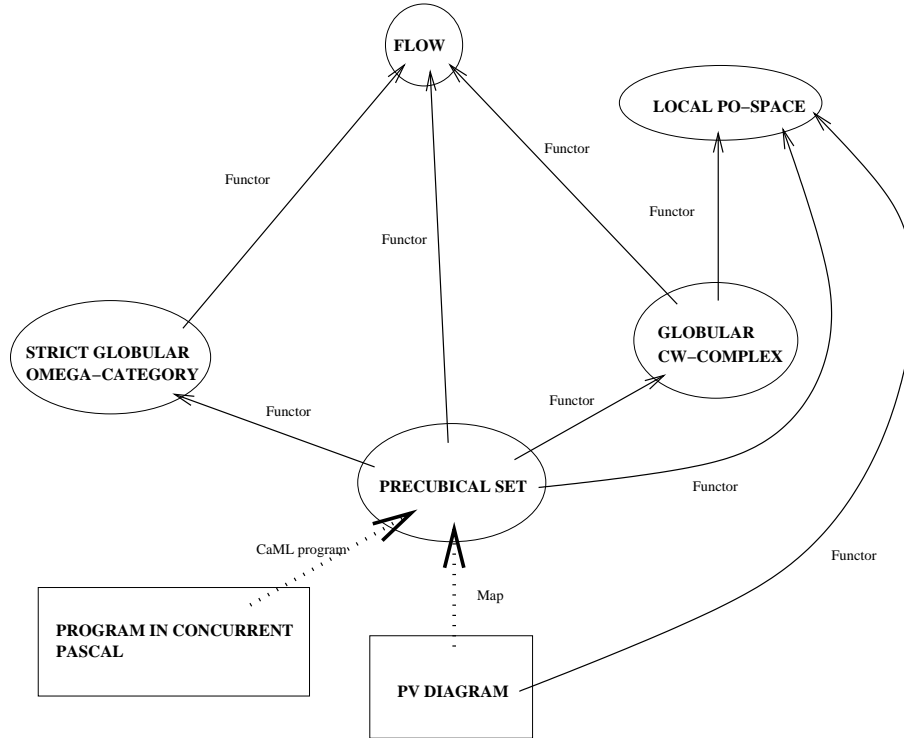 FLOW
LOCAL PO−SPACE
Functor
Functor
Functor
Functor
STRICT GLOBULAR
OMEGA−CATEGORY
GLOBULAR
CW−COMPLEX
Functor
Functor
PRECUBICAL SET
Functor
CaML program
Functor
Map
PROGRAM IN CONCURRENT
PASCAL
PV DIAGRAM